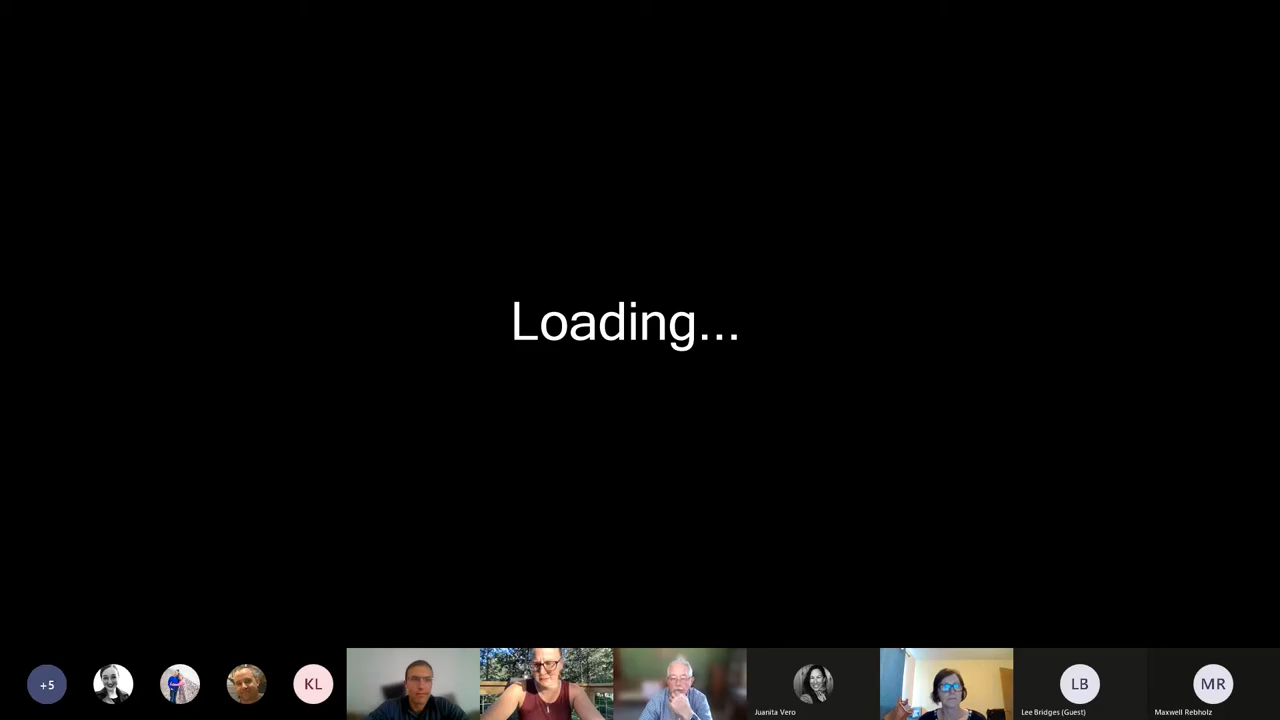 Loading...
+5
KL
Juanita Vero
LB
Lee Bridges (Guest)
MR
Maxwell Rebholz